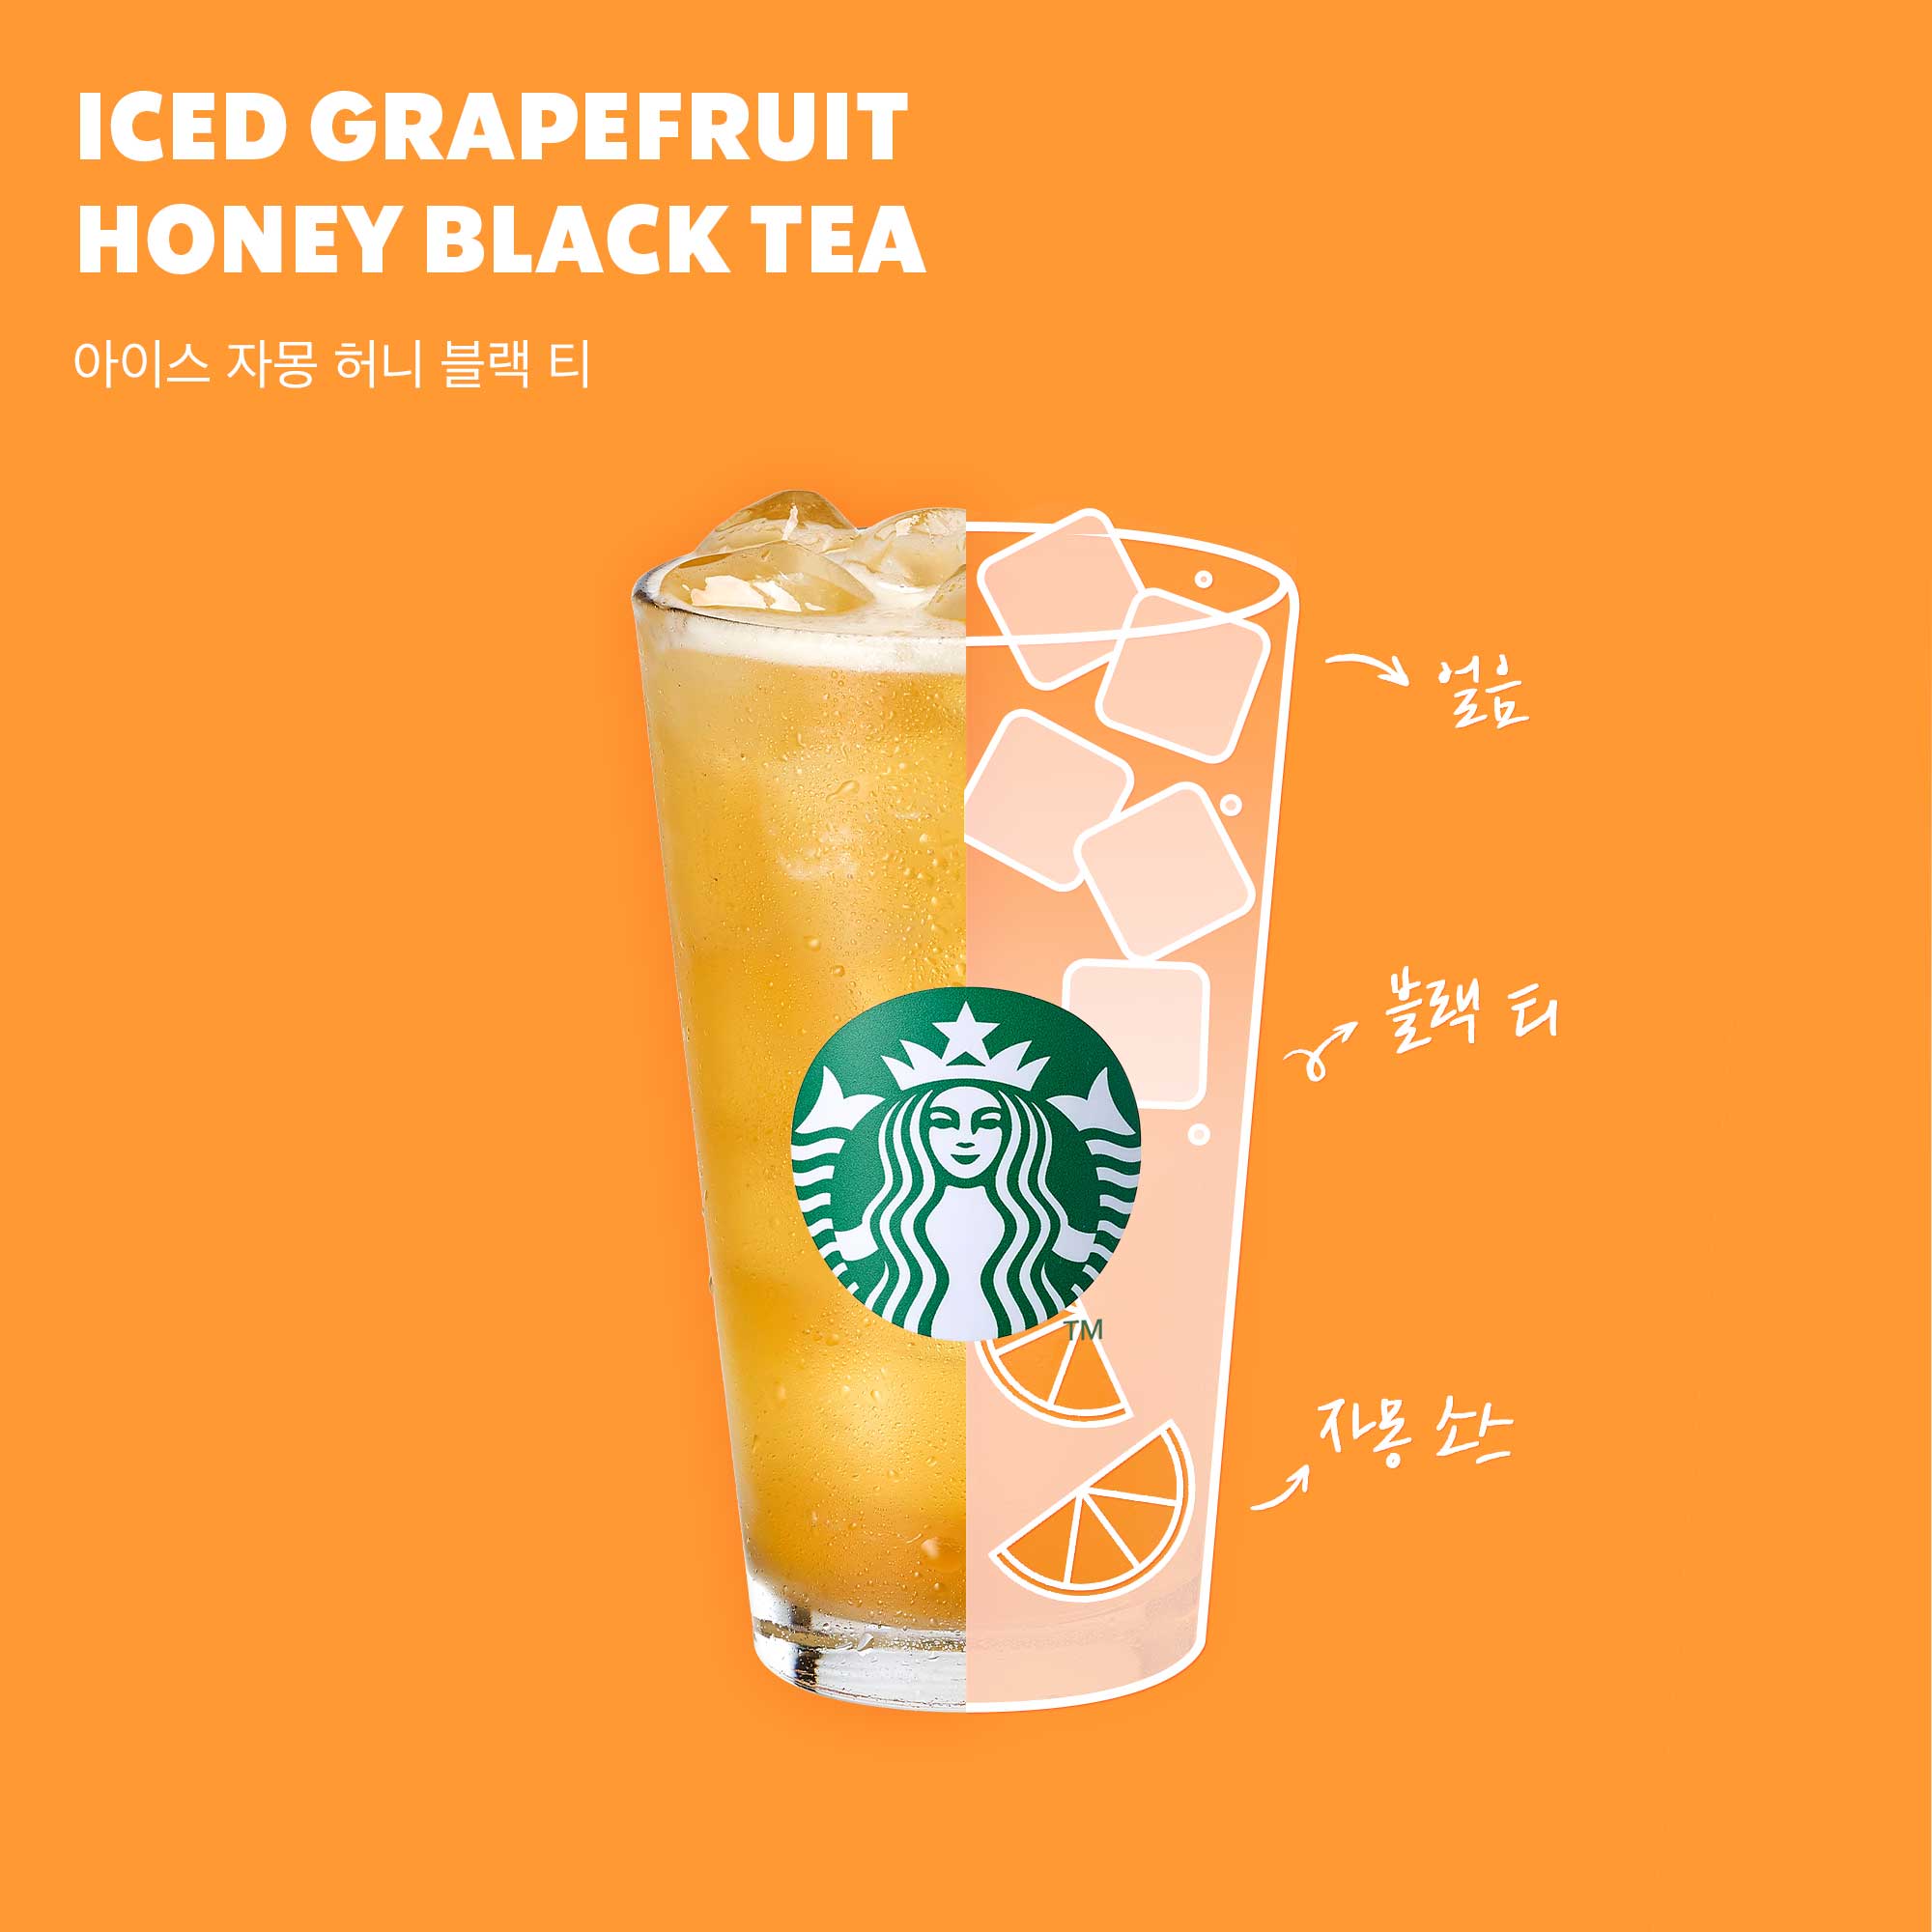 ICED GRAPEFRUIT
HONEY BLACK TEA
아이스 자몽 허니 블랙 티
얼음
블랙 티
TM
자몽 소스